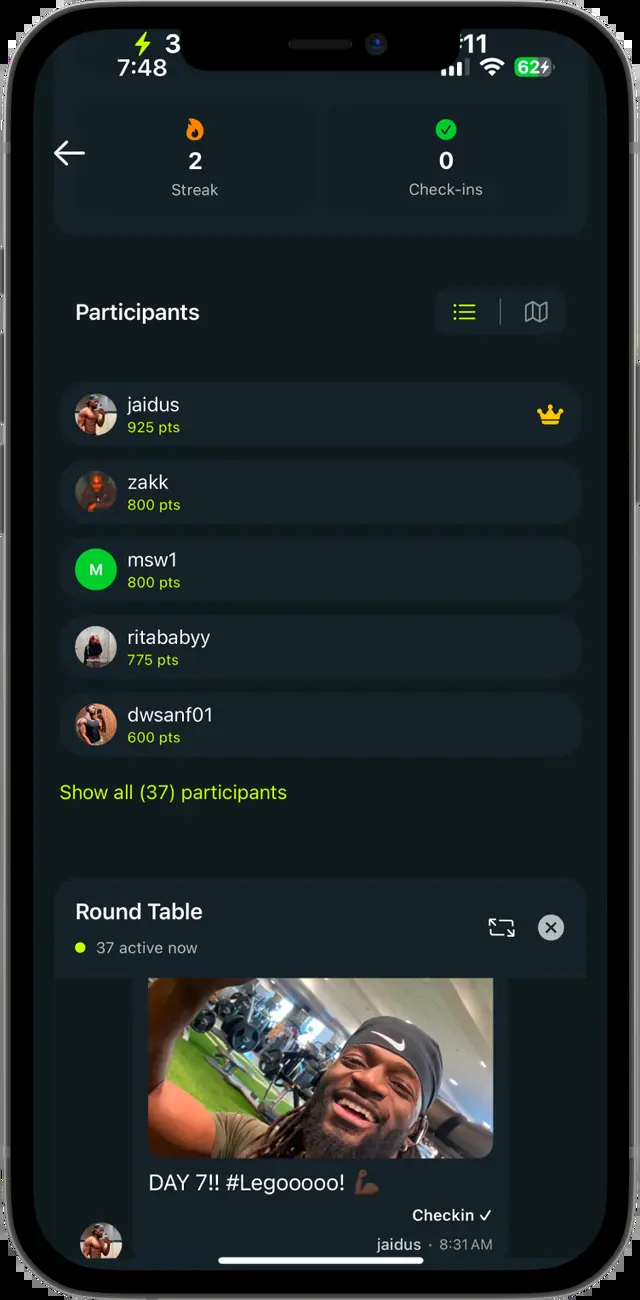 3
:11
7:48
62
2
0
Streak
Check-ins
Participants
jaidus
925 pts
zakk
800 pts
M
msw1
800 pts
ritababyy
775 pts
dwsanf01
600 pts
Show all (37) participants
Round Table
37 active now
DAY 7!! #Legooooo! 💪🏿
Checkin ✓
jaidus • 8:31 AM